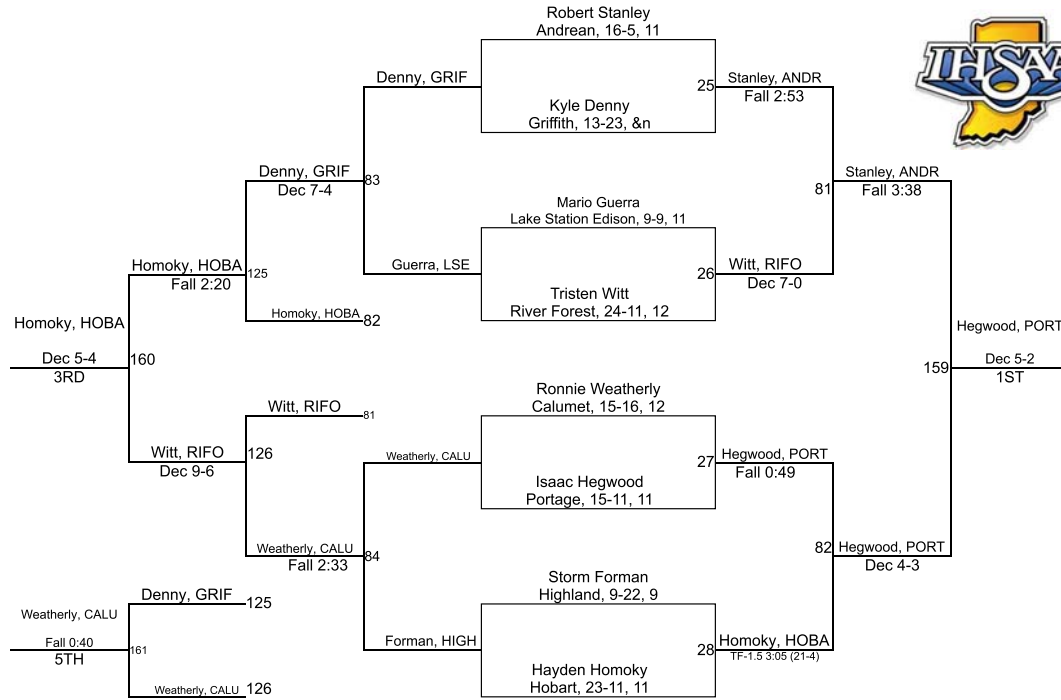 Robert Stanley
Andrean, 16-5, 11
IHSAA
Denny, GRIF
25
Stanley, ANDR
Fall 2:53
Kyle Denny
Griffith, 13-23, &n
Denny, GRIF
Dec 7-4
83
Stanley, ANDR
Fall 3:38
81
Mario Guerra
Lake Station Edison, 9-9, 11
Guerra, LSE
26
Witt, RIFO
Dec 7-0
Homoky, HOBA
Fall 2:20
125
Tristen Witt
River Forest, 24-11, 12
Homoky, HOBA
82
Homoky, HOBA
Dec 5-4
3RD
160
Hegwood, PORT
Dec 5-2
1ST
159
Ronnie Weatherly
Calumet, 15-16, 12
Witt, RIFO
81
Witt, RIFO
Dec 9-6
126
Weatherly, CALU
27
Hegwood, PORT
Fall 0:49
Isaac Hegwood
Portage, 15-11, 11
Weatherly, CALU
Fall 2:33
84
82
Hegwood, PORT
Dec 4-3
Storm Forman
Highland, 9-22, 9
Denny, GRIF
125
Weatherly, CALU
Fall 0:40
5TH
161
Forman, HIGH
28
Homoky, HOBA
TF-1.5 3:05 (21-4)
Hayden Homoky
Hobart, 23-11, 11
Weatherly, CALU
126